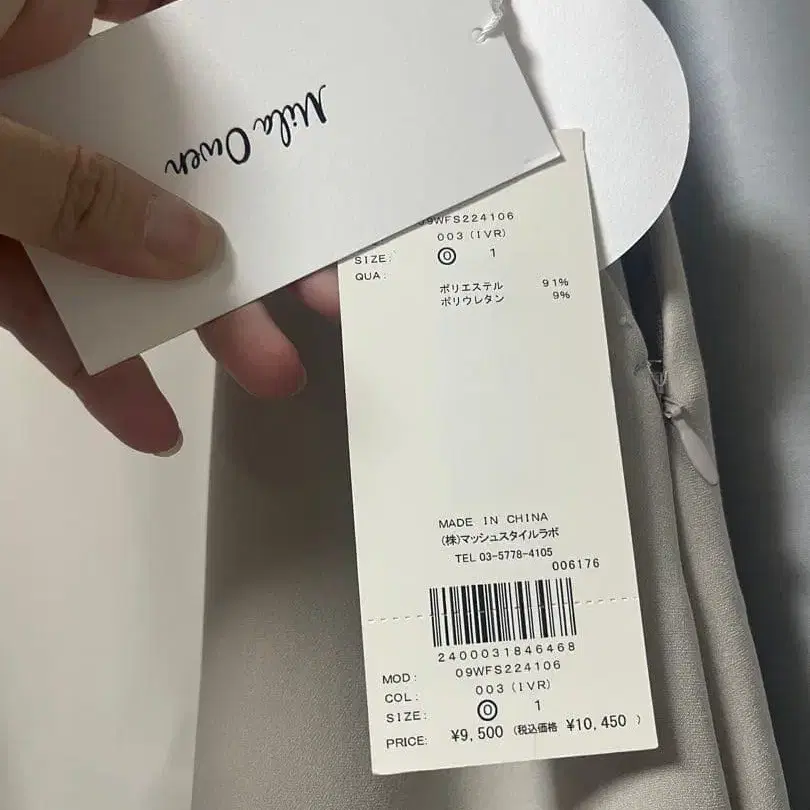 Mila Owen
09WFS224106
003 (IVR)
SIZE: 0 1
QUA:
ポリエステル 91%
ポリウレタン 9%
MADE IN CHINA
(株)マッシュスタイルラボ
TEL 03-5778-4105
006176
2400031846468
MOD: 09WFS224106
COL: 003 (IVR)
SIZE: 0 1
PRICE: ¥9,500 (税込価格 ¥10,450 )